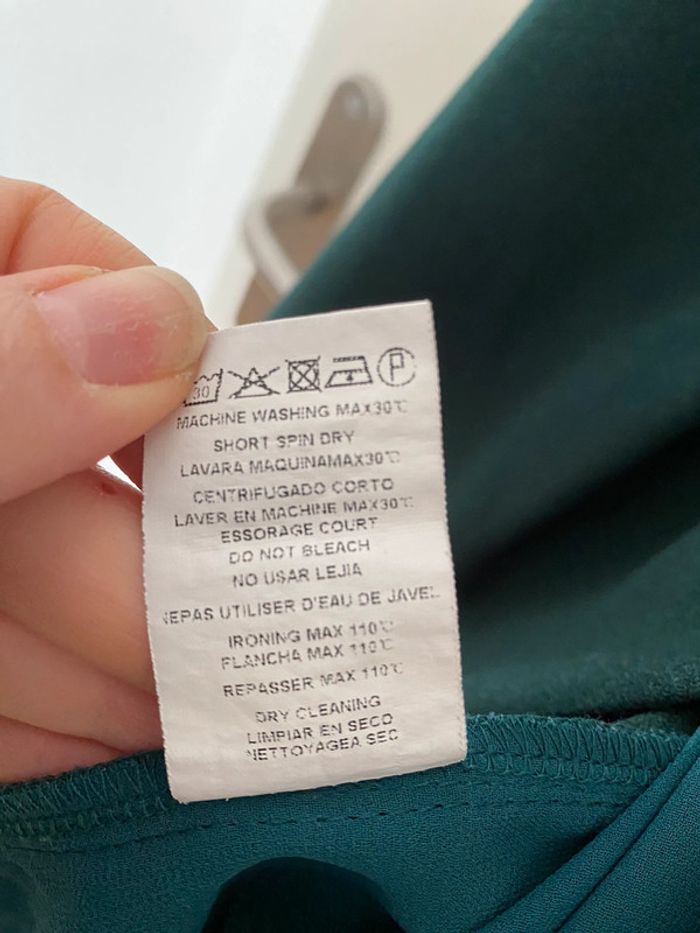 30 P
MACHINE WASHING MAX30℃
SHORT SPIN DRY
LAVARA MAQUINAMAX30℃
CENTRIFUGADO CORTO
LAVER EN MACHINE MAX30℃
ESSORAGE COURT
DO NOT BLEACH
NO USAR LEJIA
NEPAS UTILISER D'EAU DE JAVEL
IRONING MAX 110℃
FLANCHA MAX 110℃
REPASSER MAX 110℃
DRY CLEANING
LIMPIAR EN SECO
NETTOYAGEA SEC